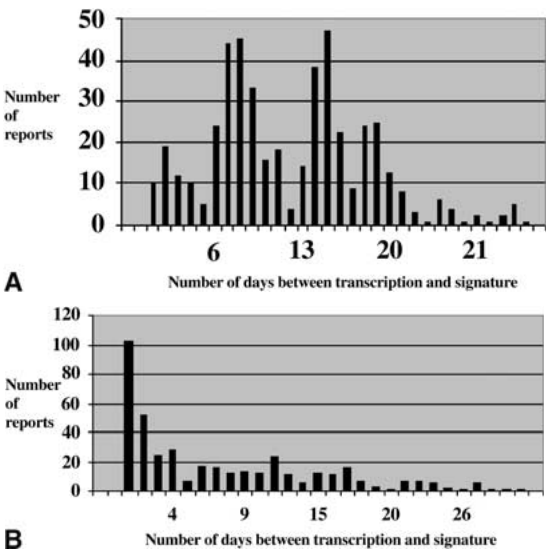 50
40
30
20
10
0
Number
of
reports
6 13 20 21
A
Number of days between transcription and signature
120
100
80
60
40
20
0
Number
of
reports
4 9 15 20 26
B
Number of days between transcription and signature